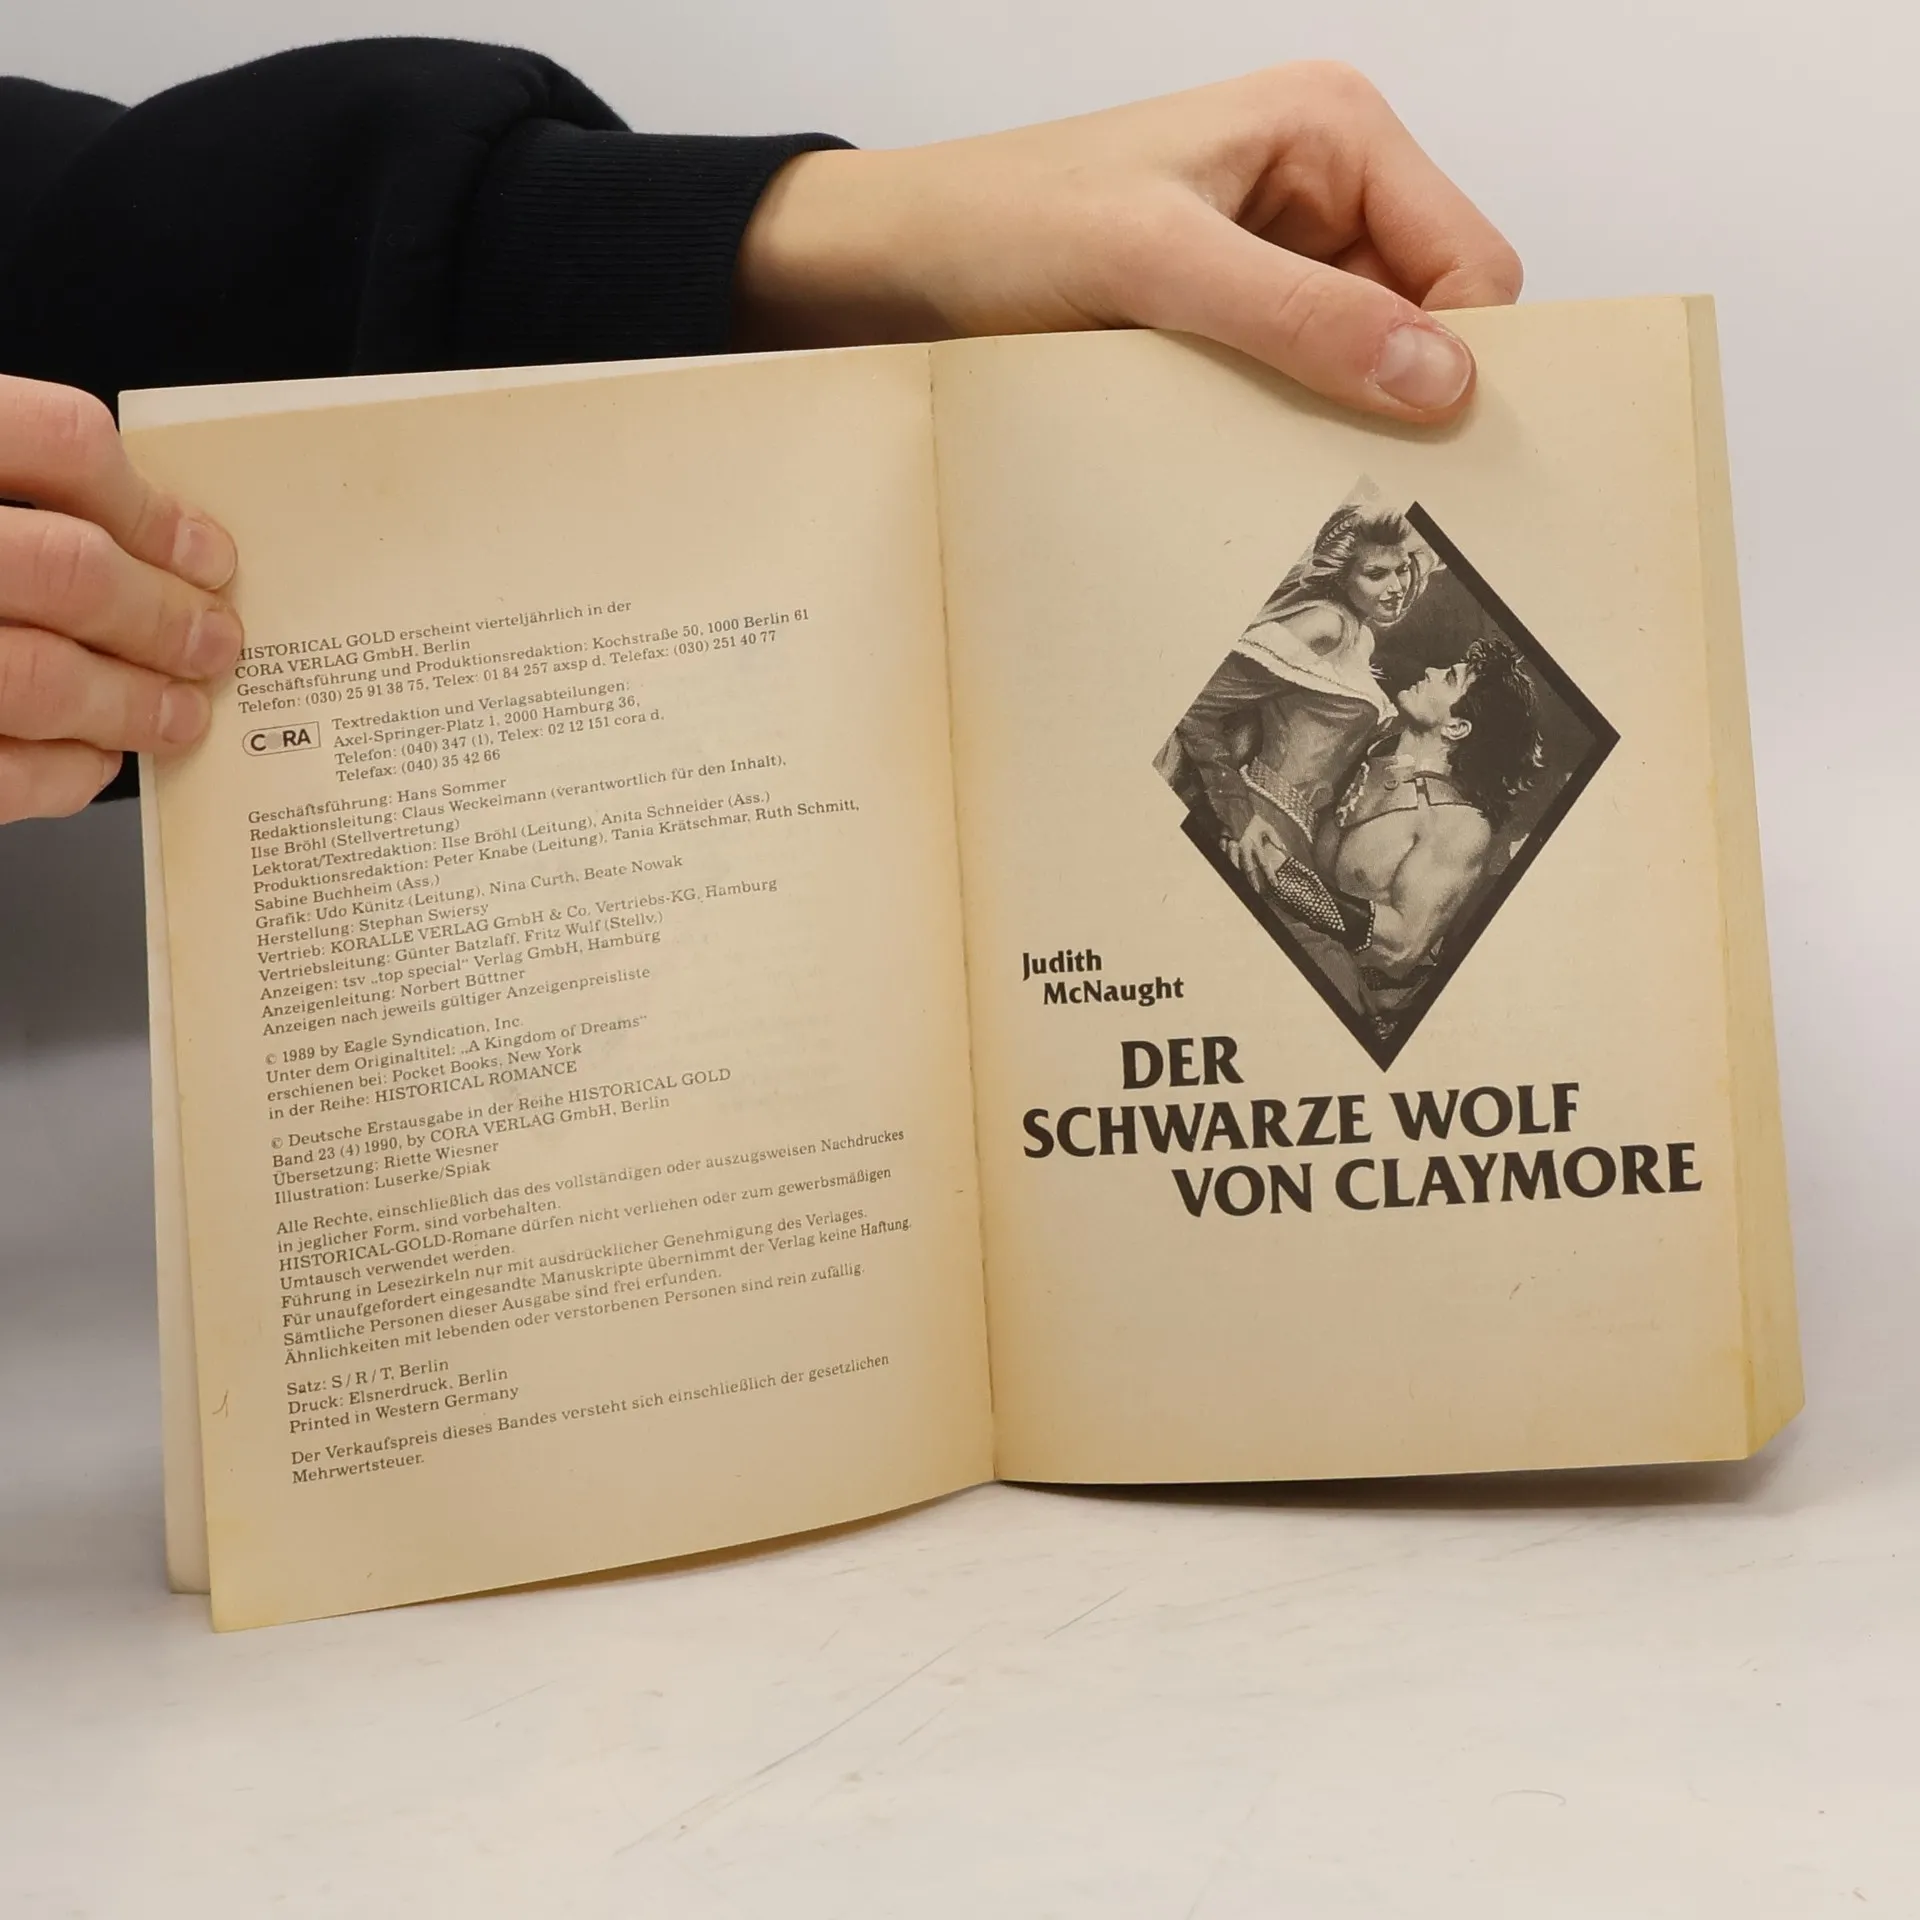 HISTORICAL GOLD erscheint vierteljährlich in der
CORA VERLAG GmbH, Berlin
Geschäftsführung und Produktionsredaktion: Kochstraße 50, 1000 Berlin 61
Telefon: (030) 25 91 38 75, Telex: 01 84 257 axsp d, Telefax: (030) 251 40 77
C RA
Textredaktion und Verlagsabteilungen:
Axel-Springer-Platz 1, 2000 Hamburg 36,
Telefon: (040) 347 (1), Telex: 02 12 151 cora d,
Telefax: (040) 35 42 66
Geschäftsführung: Hans Sommer
Redaktionsleitung: Claus Weckelmann (verantwortlich für den Inhalt),
Ilse Bröhl (Stellvertretung)
Lektorat/Textredaktion: Ilse Bröhl (Leitung), Anita Schneider (Ass.)
Produktionsredaktion: Peter Knabe (Leitung), Tania Krätschmar, Ruth Schmitt,
Sabine Buchheim (Ass.)
Grafik: Udo Künitz (Leitung), Nina Curth, Beate Nowak
Herstellung: Stephan Swiersy
Vertrieb: KORALLE VERLAG GmbH & Co. Vertriebs-KG, Hamburg
Vertriebsleitung: Günter Batzlaff, Fritz Wulf (Stellv.)
Anzeigen: tsv „top special“ Verlag GmbH, Hamburg
Anzeigenleitung: Norbert Büttner
Anzeigen nach jeweils gültiger Anzeigenpreisliste
© 1989 by Eagle Syndication, Inc.
Unter dem Originaltitel: „A Kingdom of Dreams“
erschienen bei: Pocket Books, New York
in der Reihe: HISTORICAL ROMANCE
© Deutsche Erstausgabe in der Reihe HISTORICAL GOLD
Band 23 (4) 1990, by CORA VERLAG GmbH, Berlin
Übersetzung: Riette Wiesner
Illustration: Luserke/Spiak
Alle Rechte, einschließlich das des vollständigen oder auszugsweisen Nachdruckes
in jeglicher Form, sind vorbehalten.
HISTORICAL-GOLD-Romane dürfen nicht verliehen oder zum gewerbsmäßigen
Umtausch verwendet werden.
Führung in Lesezirkeln nur mit ausdrücklicher Genehmigung des Verlages.
Für unaufgefordert eingesandte Manuskripte übernimmt der Verlag keine Haftung.
Sämtliche Personen dieser Ausgabe sind frei erfunden.
Ähnlichkeiten mit lebenden oder verstorbenen Personen sind rein zufällig.
Satz: S/R/T, Berlin
Druck: Elsnerdruck, Berlin
Printed in Western Germany
Der Verkaufspreis dieses Bandes versteht sich einschließlich der gesetzlichen
Mehrwertsteuer.
Judith
McNaught
DER
SCHWARZE WOLF
VON CLAYMORE